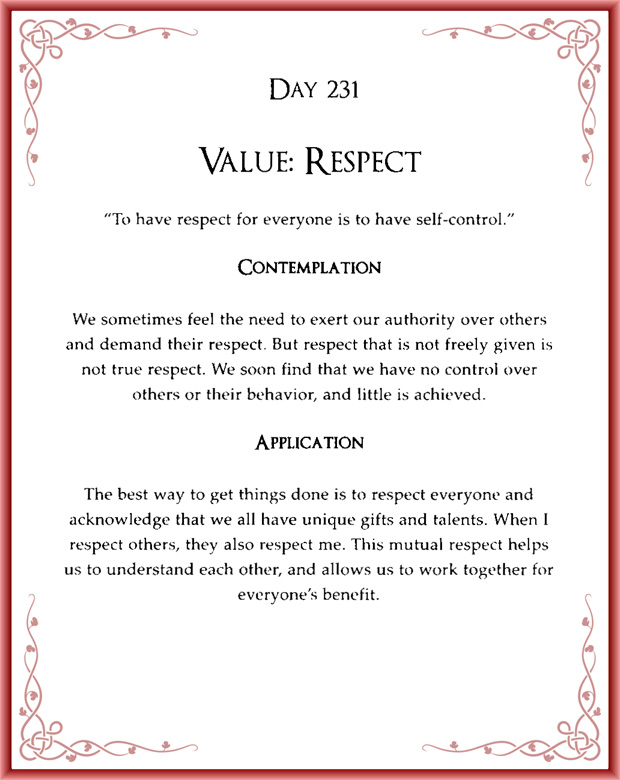 Day 231
Value: Respect
“To have respect for everyone is to have self-control.”
Contemplation
We sometimes feel the need to exert our authority over others
and demand their respect. But respect that is not freely given is
not true respect. We soon find that we have no control over
others or their behavior, and little is achieved.
Application
The best way to get things done is to respect everyone and
acknowledge that we all have unique gifts and talents. When I
respect others, they also respect me. This mutual respect helps
us to understand each other, and allows us to work together for
everyone’s benefit.